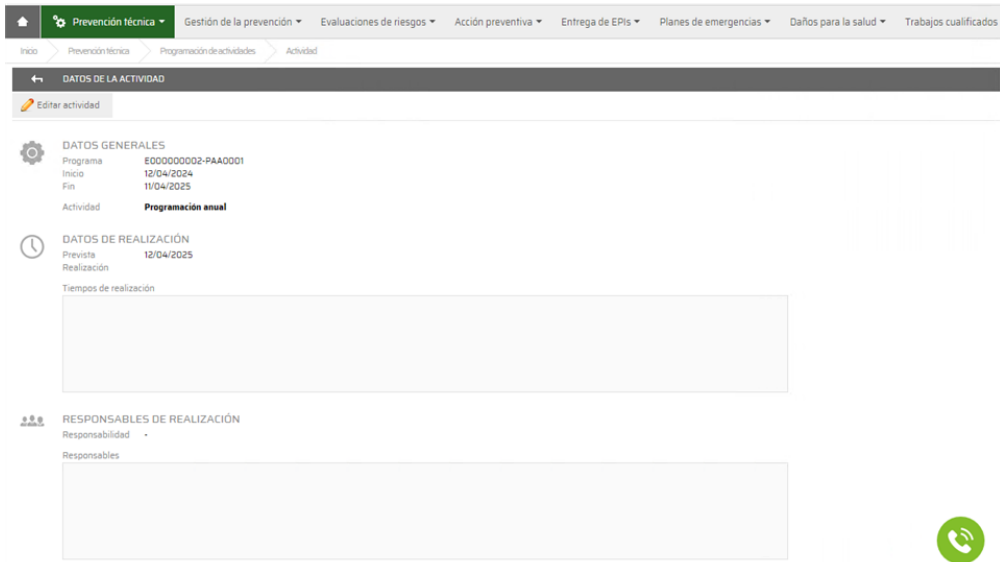 Prevención técnica Gestión de la prevención Evaluaciones de riesgos Acción preventiva Entrega de EPIs Planes de emergencias Daños para la salud Trabajos cualificados
Inicio Prevención técnica Programación de actividades Actividad
DATOS DE LA ACTIVIDAD
Editar actividad
DATOS GENERALES
Programa E000000002-PAA0001
Inicio 12/04/2024
Fin 11/04/2025
Actividad Programación anual
DATOS DE REALIZACIÓN
Prevista 12/04/2025
Realización
Tiempos de realización
RESPONSABLES DE REALIZACIÓN
Responsabilidad -
Responsables